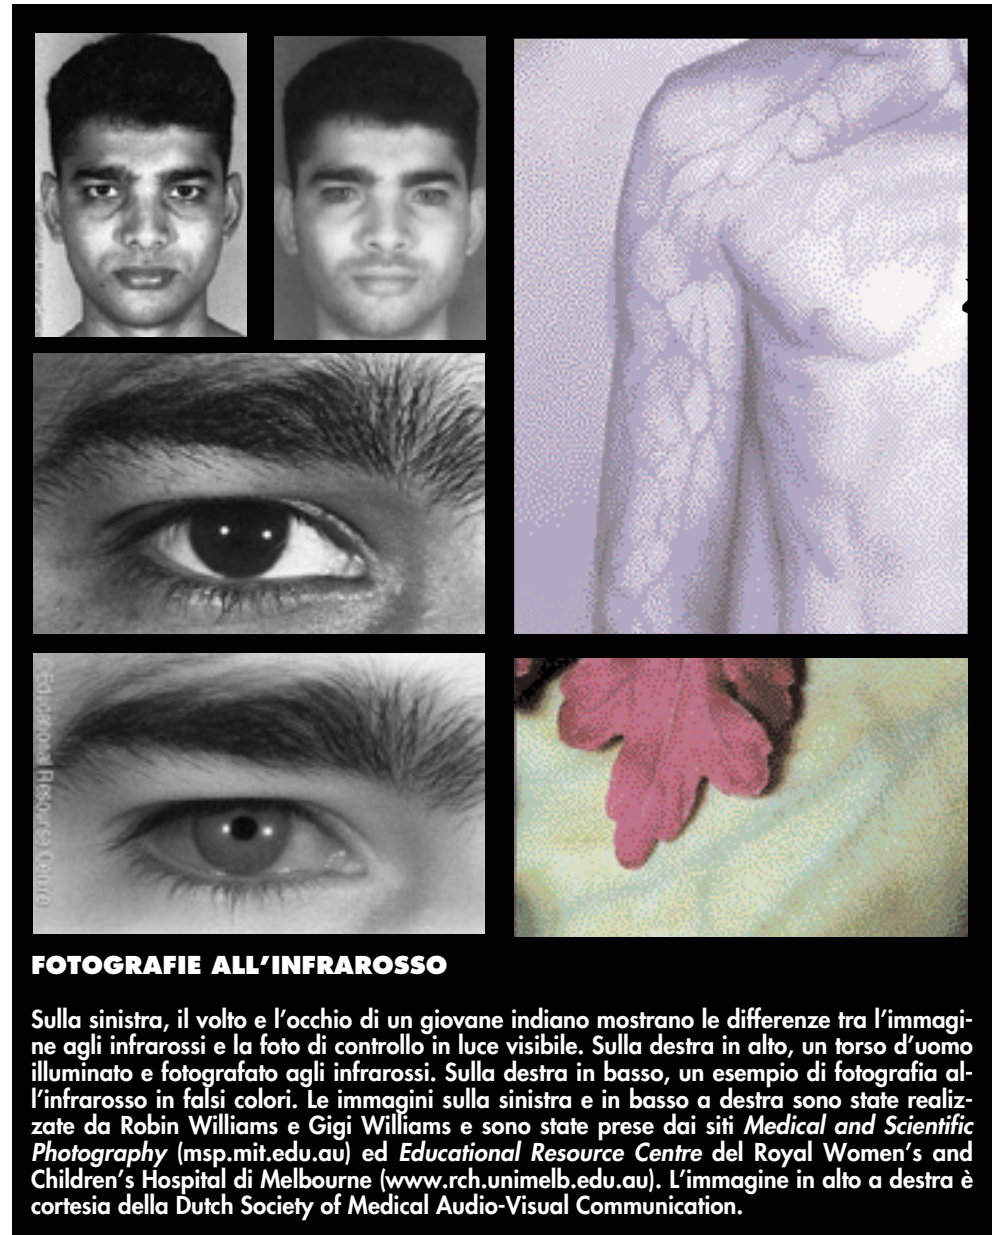 Educational Resource Centre
FOTOGRAFIE ALL'INFRAROSSO
Sulla sinistra, il volto e l'occhio di un giovane indiano mostrano le differenze tra l'immagi-
ne agli infrarossi e la foto di controllo in luce visibile. Sulla destra in alto, un torso d'uomo
illuminato e fotografato agli infrarossi. Sulla destra in basso, un esempio di fotografia al-
l'infrarosso in falsi colori. Le immagini sulla sinistra e in basso a destra sono state realiz-
zate da Robin Williams e Gigi Williams e sono state prese dai siti Medical and Scientific
Photography (msp.mit.edu.au) ed Educational Resource Centre del Royal Women's and
Children's Hospital di Melbourne (www.rch.unimelb.edu.au). L'immagine in alto a destra è
cortesia della Dutch Society of Medical Audio-Visual Communication.